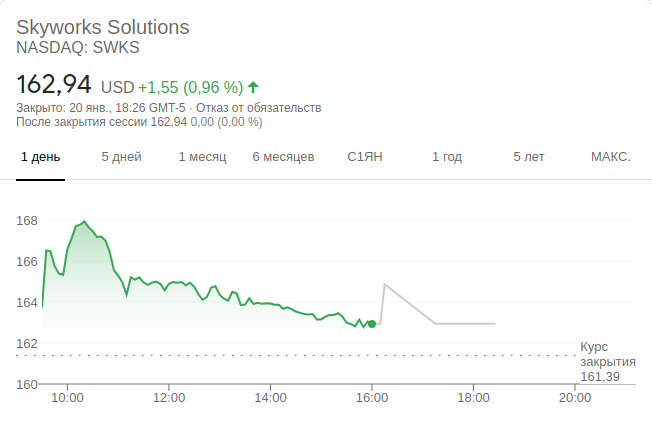 Skyworks Solutions
NASDAQ: SWKS
162,94 USD +1,55 (0,96 %)
Закрыто: 20 янв., 18:26 GMT-5 · Отказ от обязательств
После закрытия сессии 162,94 0,00 (0,00 %)
1 день 5 дней 1 месяц 6 месяцев С1ЯН 1 год 5 лет МАКС.
168
166
164
162
160
Курс
закрытия
161,39
10:00 12:00 14:00 16:00 18:00 20:00